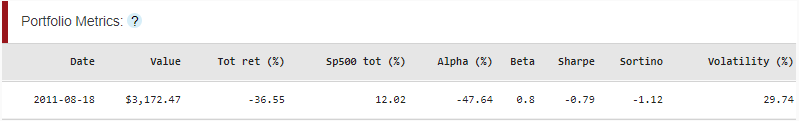 Portfolio Metrics: ?
Date Value Tot ret (%) Sp500 tot (%) Alpha (%) Beta Sharpe Sortino Volatility (%)
2011-08-18 $3,172.47 -36.55 12.02 -47.64 0.8 -0.79 -1.12 29.74